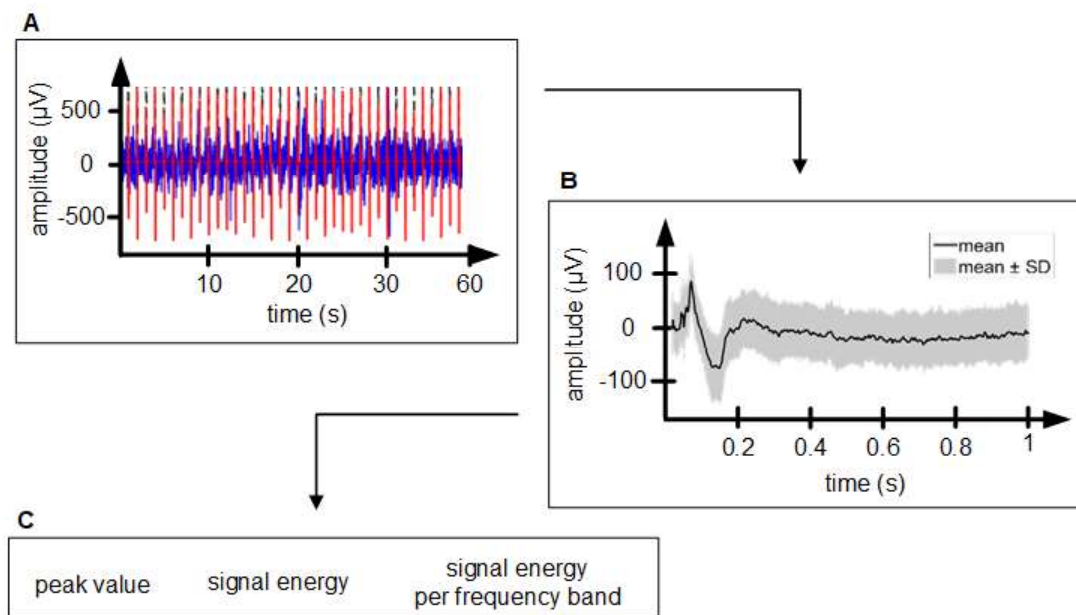 A
amplitude (µV)
500
0
-500
10
20
30
60
time (s)
B
mean
mean ± SD
amplitude (µV)
100
0
-100
0.2
0.4
0.6
0.8
1
time (s)
C
peak value
signal energy
signal energy
per frequency band